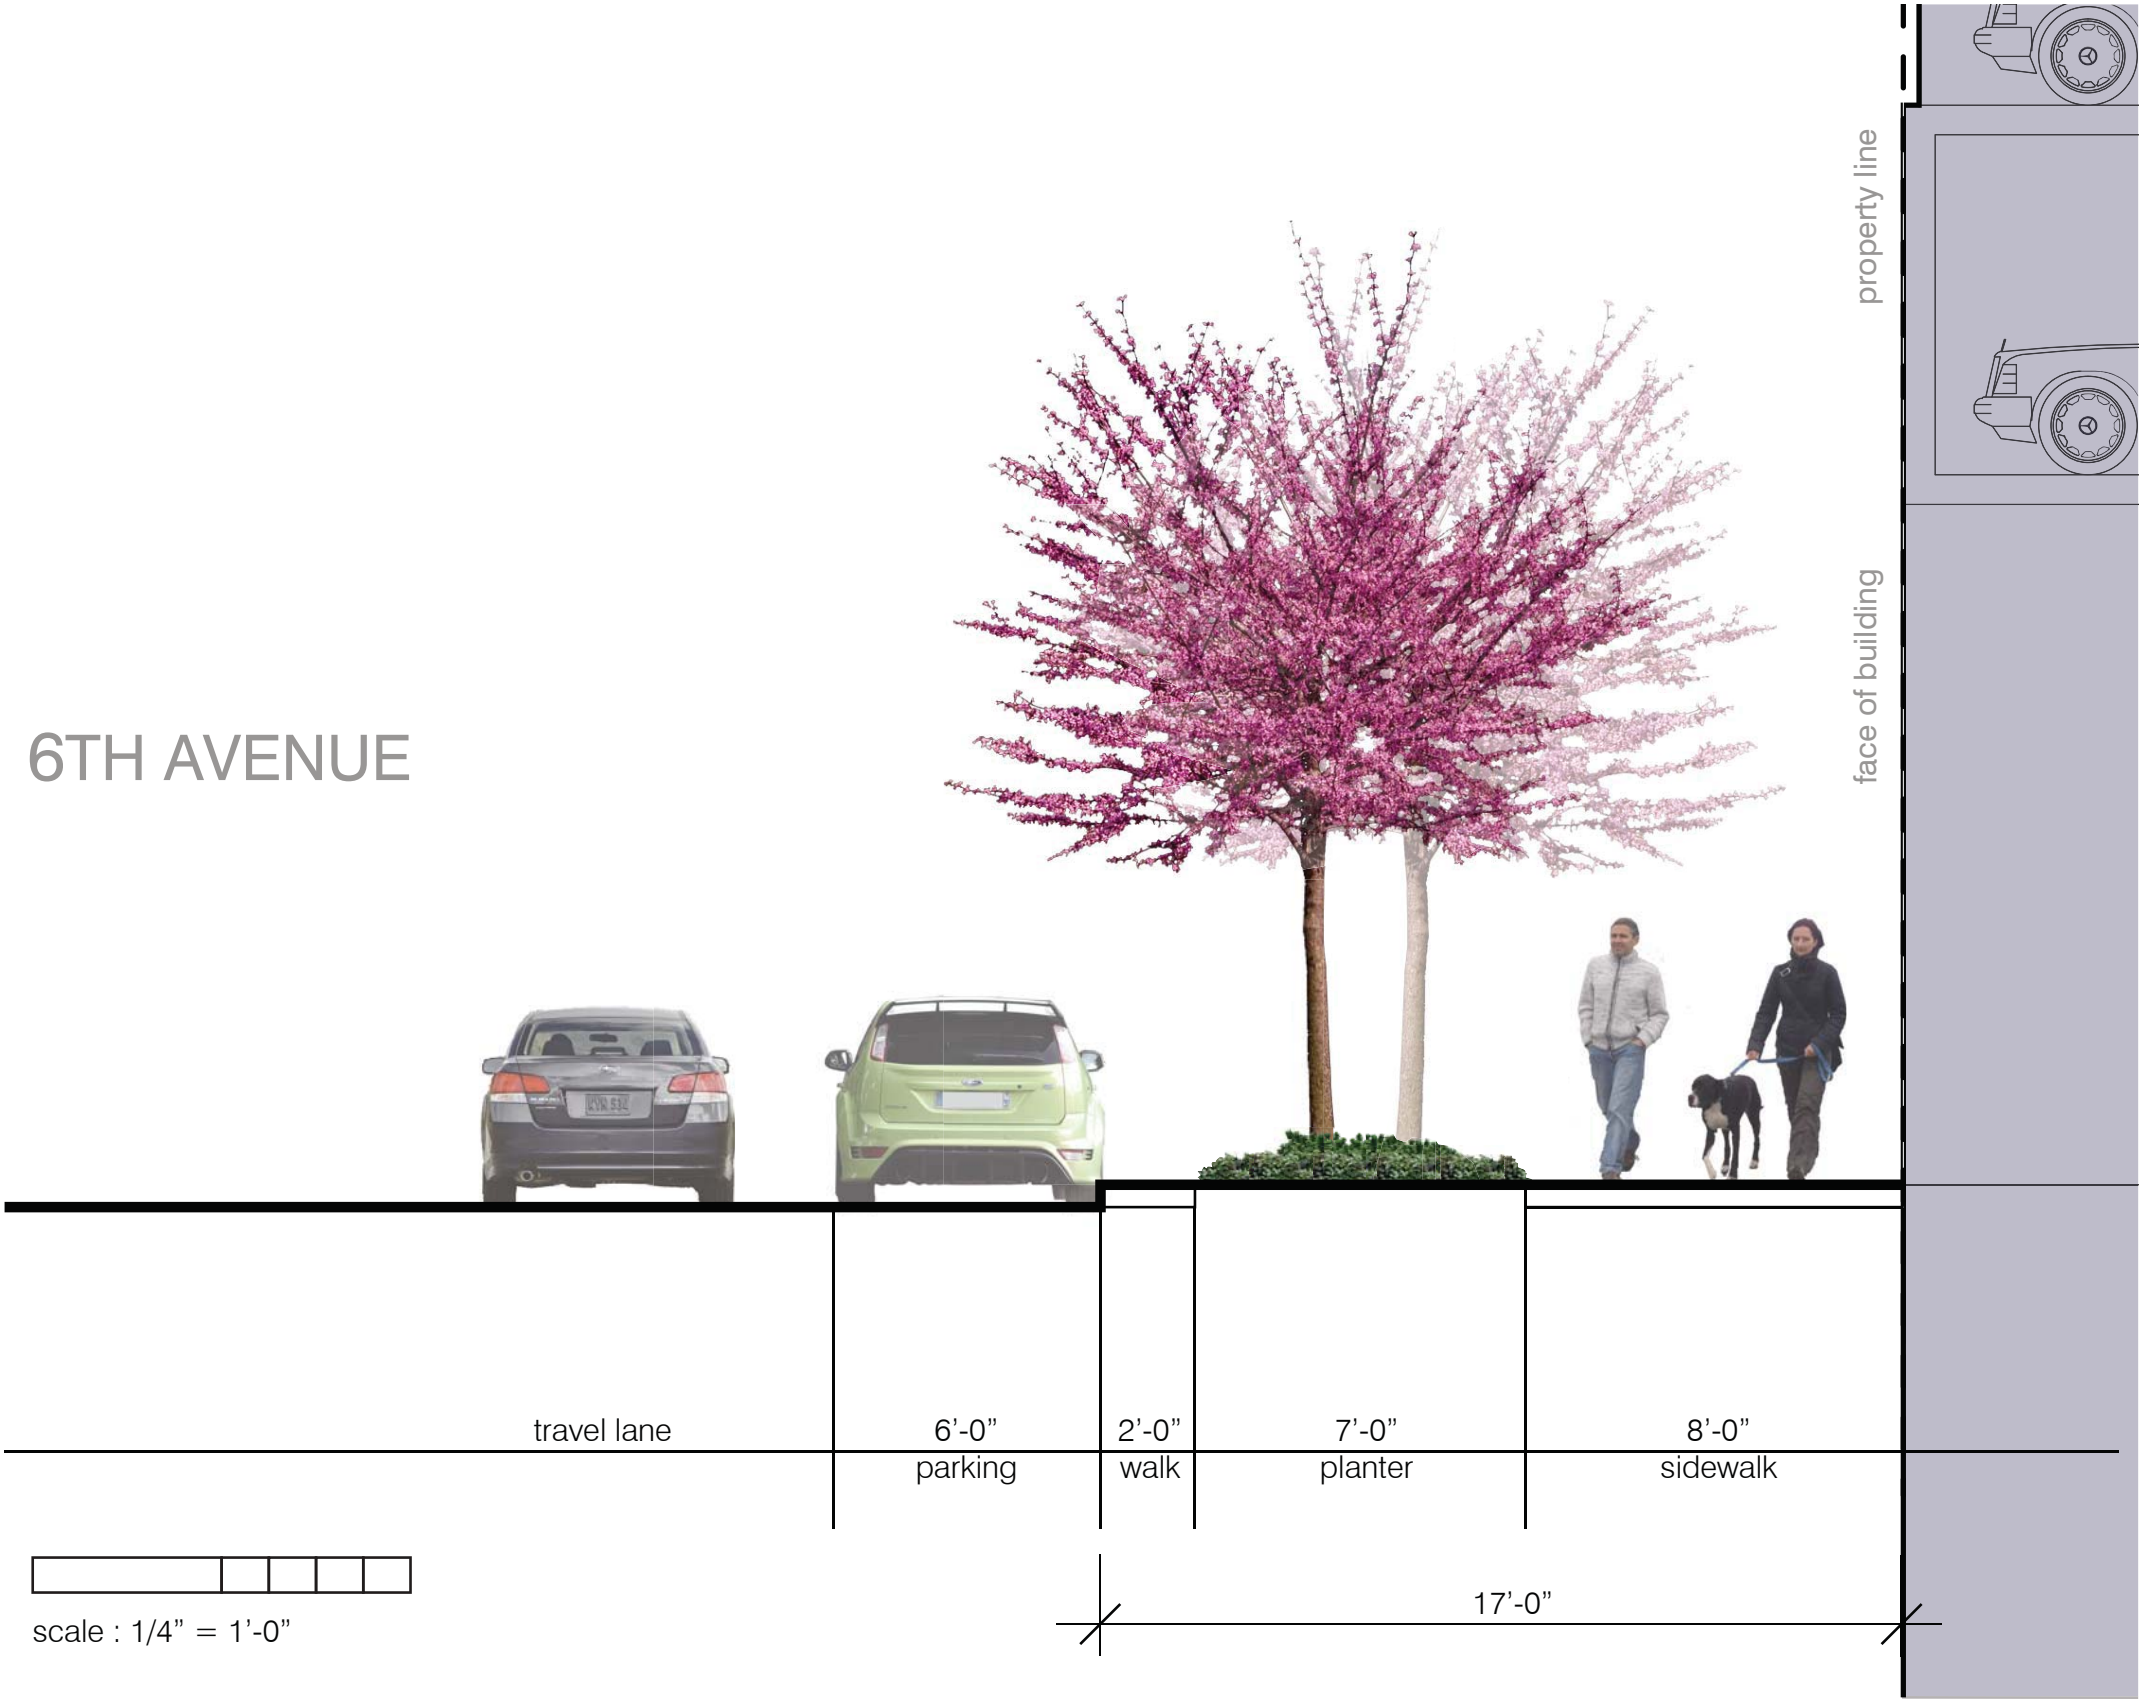 property line
face of building
6TH AVENUE
travel lane
6’-0”
parking
2’-0”
walk
7’-0”
planter
8’-0”
sidewalk
17’-0”
scale : 1/4” = 1’-0”